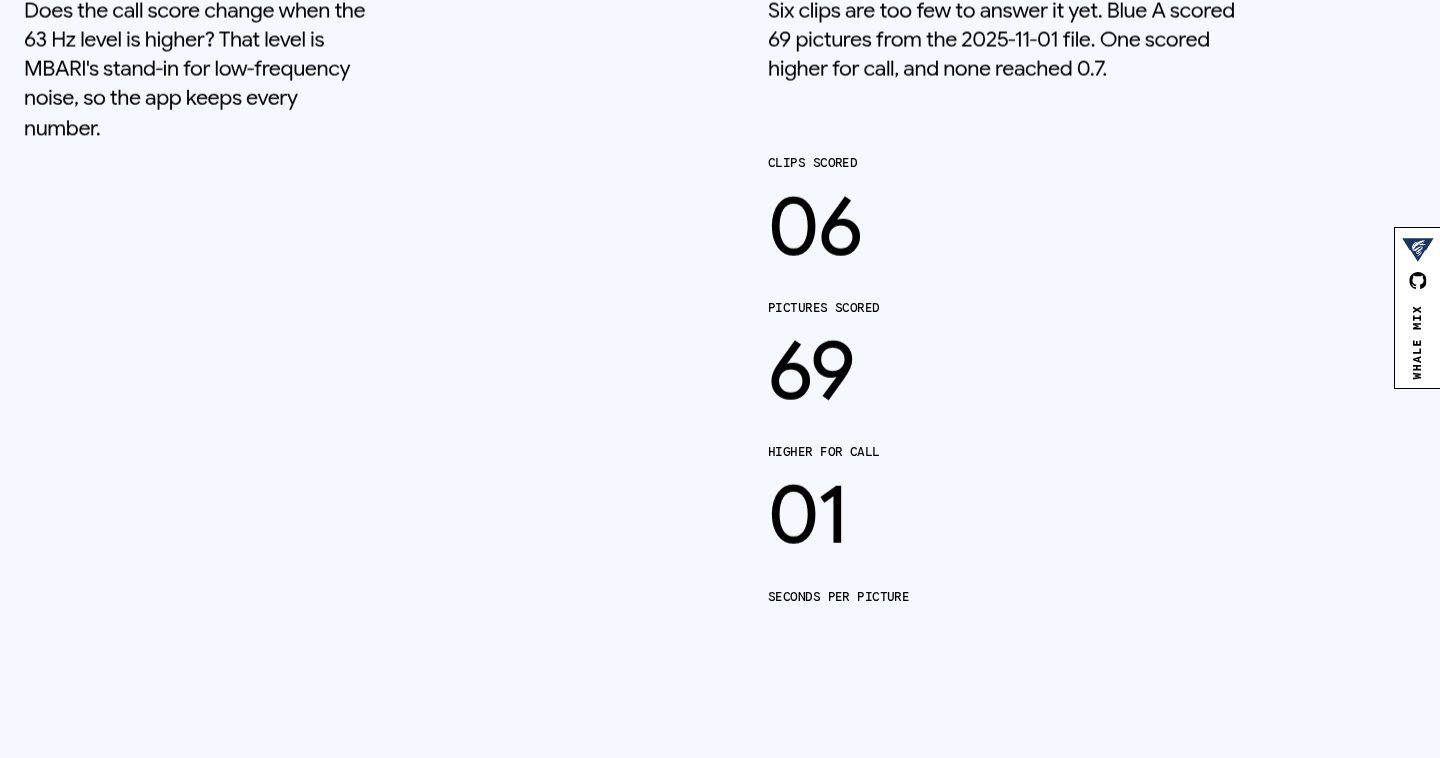 Does the call score change when the
63 Hz level is higher? That level is
MBARI's stand-in for low-frequency
noise, so the app keeps every
number.
Six clips are too few to answer it yet. Blue A scored
69 pictures from the 2025-11-01 file. One scored
higher for call, and none reached 0.7.
CLIPS SCORED
06
PICTURES SCORED
69
HIGHER FOR CALL
01
SECONDS PER PICTURE
WHALE MIX